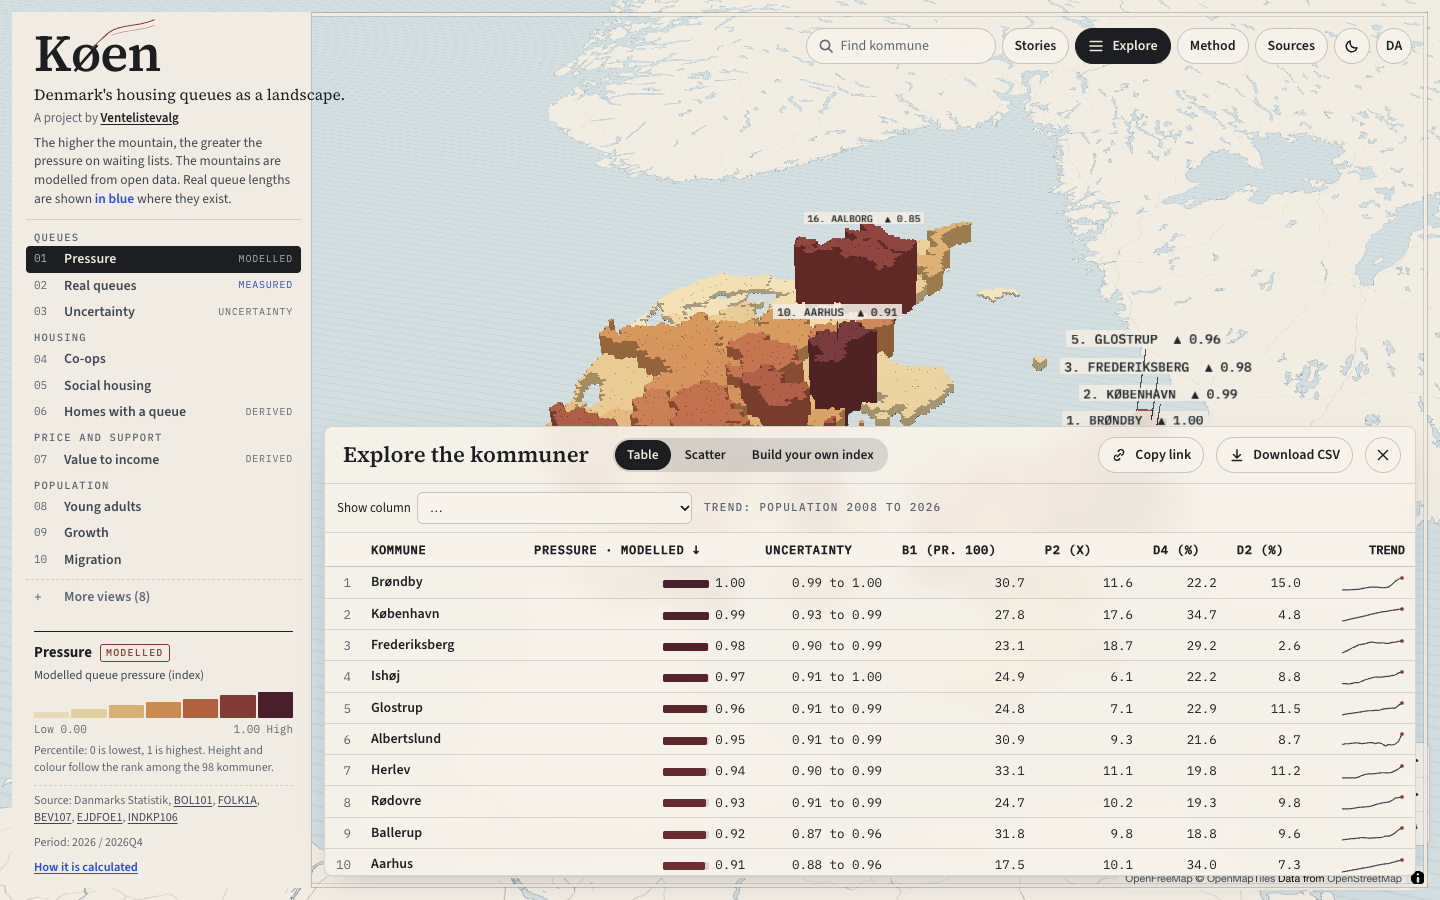 Køen
Denmark's housing queues as a landscape.
A project by Ventelistevalg
The higher the mountain, the greater the
pressure on waiting lists. The mountains are
modelled from open data. Real queue lengths
are shown in blue where they exist.
QUEUES
01 Pressure MODELLED
02 Real queues MEASURED
03 Uncertainty UNCERTAINTY
HOUSING
04 Co-ops
05 Social housing
06 Homes with a queue DERIVED
PRICE AND SUPPORT
07 Value to income DERIVED
POPULATION
08 Young adults
09 Growth
10 Migration
+ More views (8)
Pressure MODELLED
Modelled queue pressure (index)
Low 0.00 1.00 High
Percentile: 0 is lowest, 1 is highest. Height and
colour follow the rank among the 98 kommuner.
Source: Danmarks Statistik, BOL101, FOLK1A,
BEV107, EJDFOE1, INDKP106
Period: 2026 / 2026Q4
How it is calculated
Find kommune Stories Explore Method Sources DA
16. AALBORG ▲ 0.85
10. AARHUS ▲ 0.91
5. GLOSTRUP ▲ 0.96
3. FREDERIKSBERG ▲ 0.98
2. KØBENHAVN ▲ 0.99
1. BRØNDBY ▲ 1.00
Explore the kommuner Table Scatter Build your own index Copy link Download CSV
Show column ... TREND: POPULATION 2008 TO 2026
KOMMUNE PRESSURE · MODELLED ↓ UNCERTAINTY B1 (PR. 100) P2 (X) D4 (%) D2 (%) TREND
1 Brøndby 1.00 0.99 to 1.00 30.7 11.6 22.2 15.0
2 København 0.99 0.93 to 0.99 27.8 17.6 34.7 4.8
3 Frederiksberg 0.98 0.90 to 0.99 23.1 18.7 29.2 2.6
4 Ishøj 0.97 0.91 to 1.00 24.9 6.1 22.2 8.8
5 Glostrup 0.96 0.91 to 0.99 24.8 7.1 22.9 11.5
6 Albertslund 0.95 0.91 to 0.99 30.9 9.3 21.6 8.7
7 Herlev 0.94 0.90 to 0.99 33.1 11.1 19.8 11.2
8 Rødovre 0.93 0.91 to 0.99 24.7 10.2 19.3 9.8
9 Ballerup 0.92 0.87 to 0.96 31.8 9.8 18.8 9.6
10 Aarhus 0.91 0.88 to 0.96 17.5 10.1 34.0 7.3
OpenFreeMap © OpenMapTiles Data from OpenStreetMap